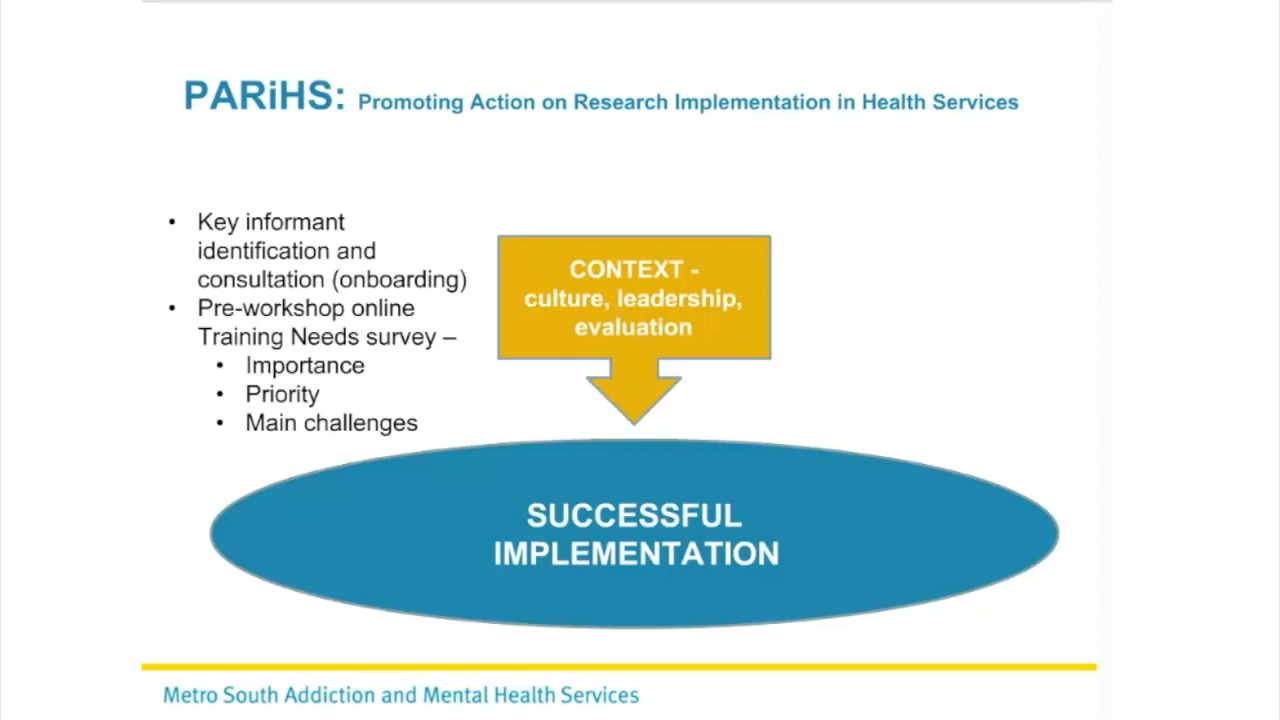 PARiHS: Promoting Action on Research Implementation in Health Services
• Key informant
identification and
consultation (onboarding)
• Pre-workshop online
Training Needs survey –
• Importance
• Priority
• Main challenges
CONTEXT -
culture, leadership,
evaluation
SUCCESSFUL
IMPLEMENTATION
Metro South Addiction and Mental Health Services